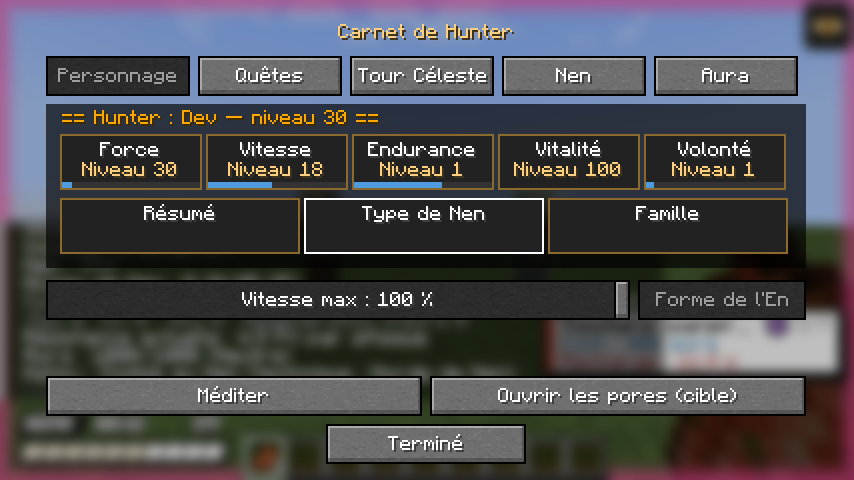 Carnet de Hunter
Personnage
Quêtes
Tour Céleste
Nen
Aura
== Hunter : Dev — niveau 30 ==
Force
Niveau 30
Vitesse
Niveau 18
Endurance
Niveau 1
Vitalité
Niveau 100
Volonté
Niveau 1
Résumé
Type de Nen
Famille
Vitesse max : 100 %
Forme de l'En
Méditer
Ouvrir les pores (cible)
Terminé